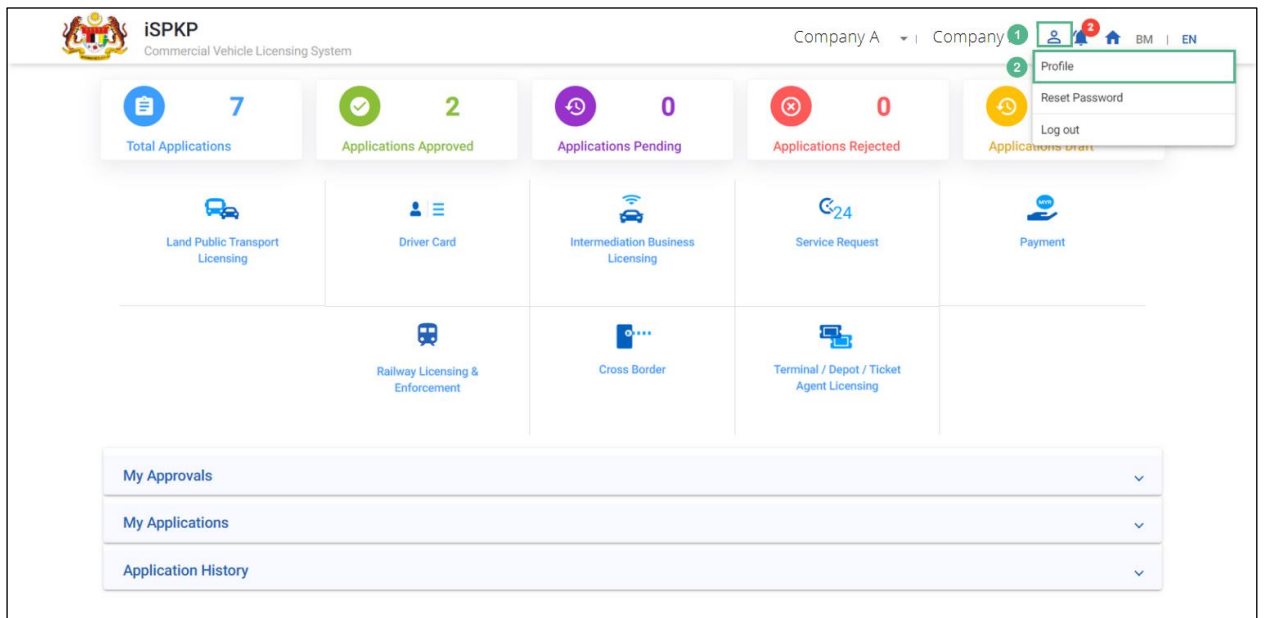 iSPKP
Commercial Vehicle Licensing System
Company A | Company 1 2 BM | EN
2 Profile
Reset Password
Log out
7
Total Applications
2
Applications Approved
0
Applications Pending
0
Applications Rejected
Applications Draft
Land Public Transport
Licensing
Driver Card
Intermediation Business
Licensing
24
Service Request
MYR
Payment
Railway Licensing &
Enforcement
Cross Border
Terminal / Depot / Ticket
Agent Licensing
My Approvals
My Applications
Application History